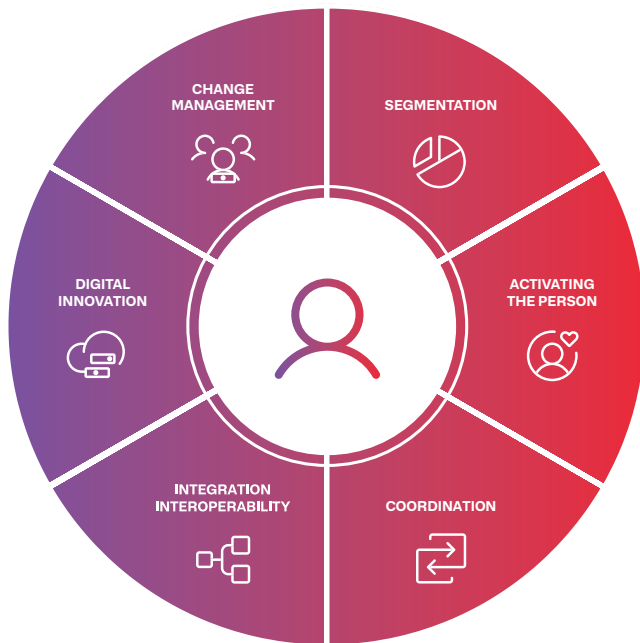 CHANGE
MANAGEMENT
SEGMENTATION
ACTIVATING
THE PERSON
COORDINATION
INTEGRATION
INTEROPERABILITY
DIGITAL
INNOVATION